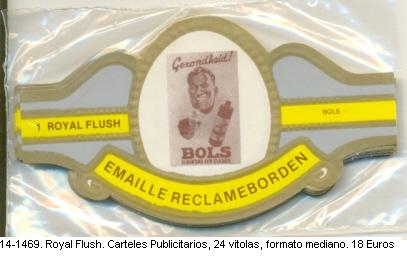 Gezondheid!
BOLS
1 ROYAL FLUSH
BOLS
EMAILLE RECLAMEBORDEN
14-1469. Royal Flush. Carteles Publicitarios, 24 vitolas, formato mediano. 18 Euros